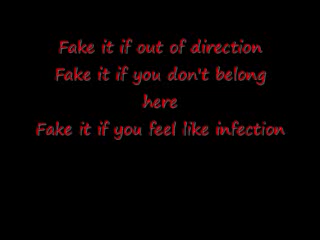 Fake it if out of direction
Fake it if you don't belong
here
Fake it if you feel like infection